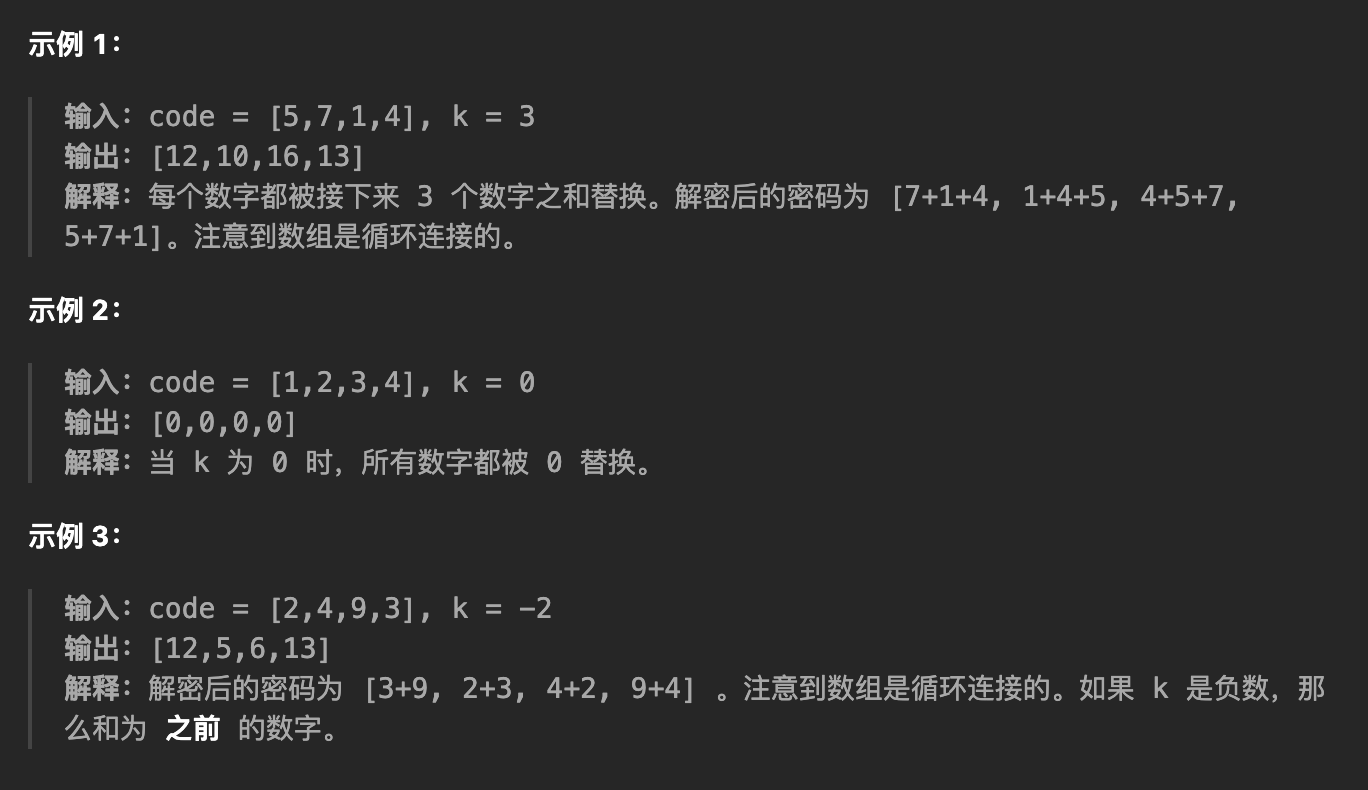 示例 1：
输入：code = [5,7,1,4], k = 3
输出：[12,10,16,13]
解释：每个数字都被接下来 3 个数字之和替换。解密后的密码为 [7+1+4, 1+4+5, 4+5+7,
5+7+1]。注意到数组是循环连接的。
示例 2：
输入：code = [1,2,3,4], k = 0
输出：[0,0,0,0]
解释：当 k 为 0 时，所有数字都被 0 替换。
示例 3：
输入：code = [2,4,9,3], k = -2
输出：[12,5,6,13]
解释：解密后的密码为 [3+9, 2+3, 4+2, 9+4] 。注意到数组是循环连接的。如果 k 是负数，那
么和为 之前 的数字。